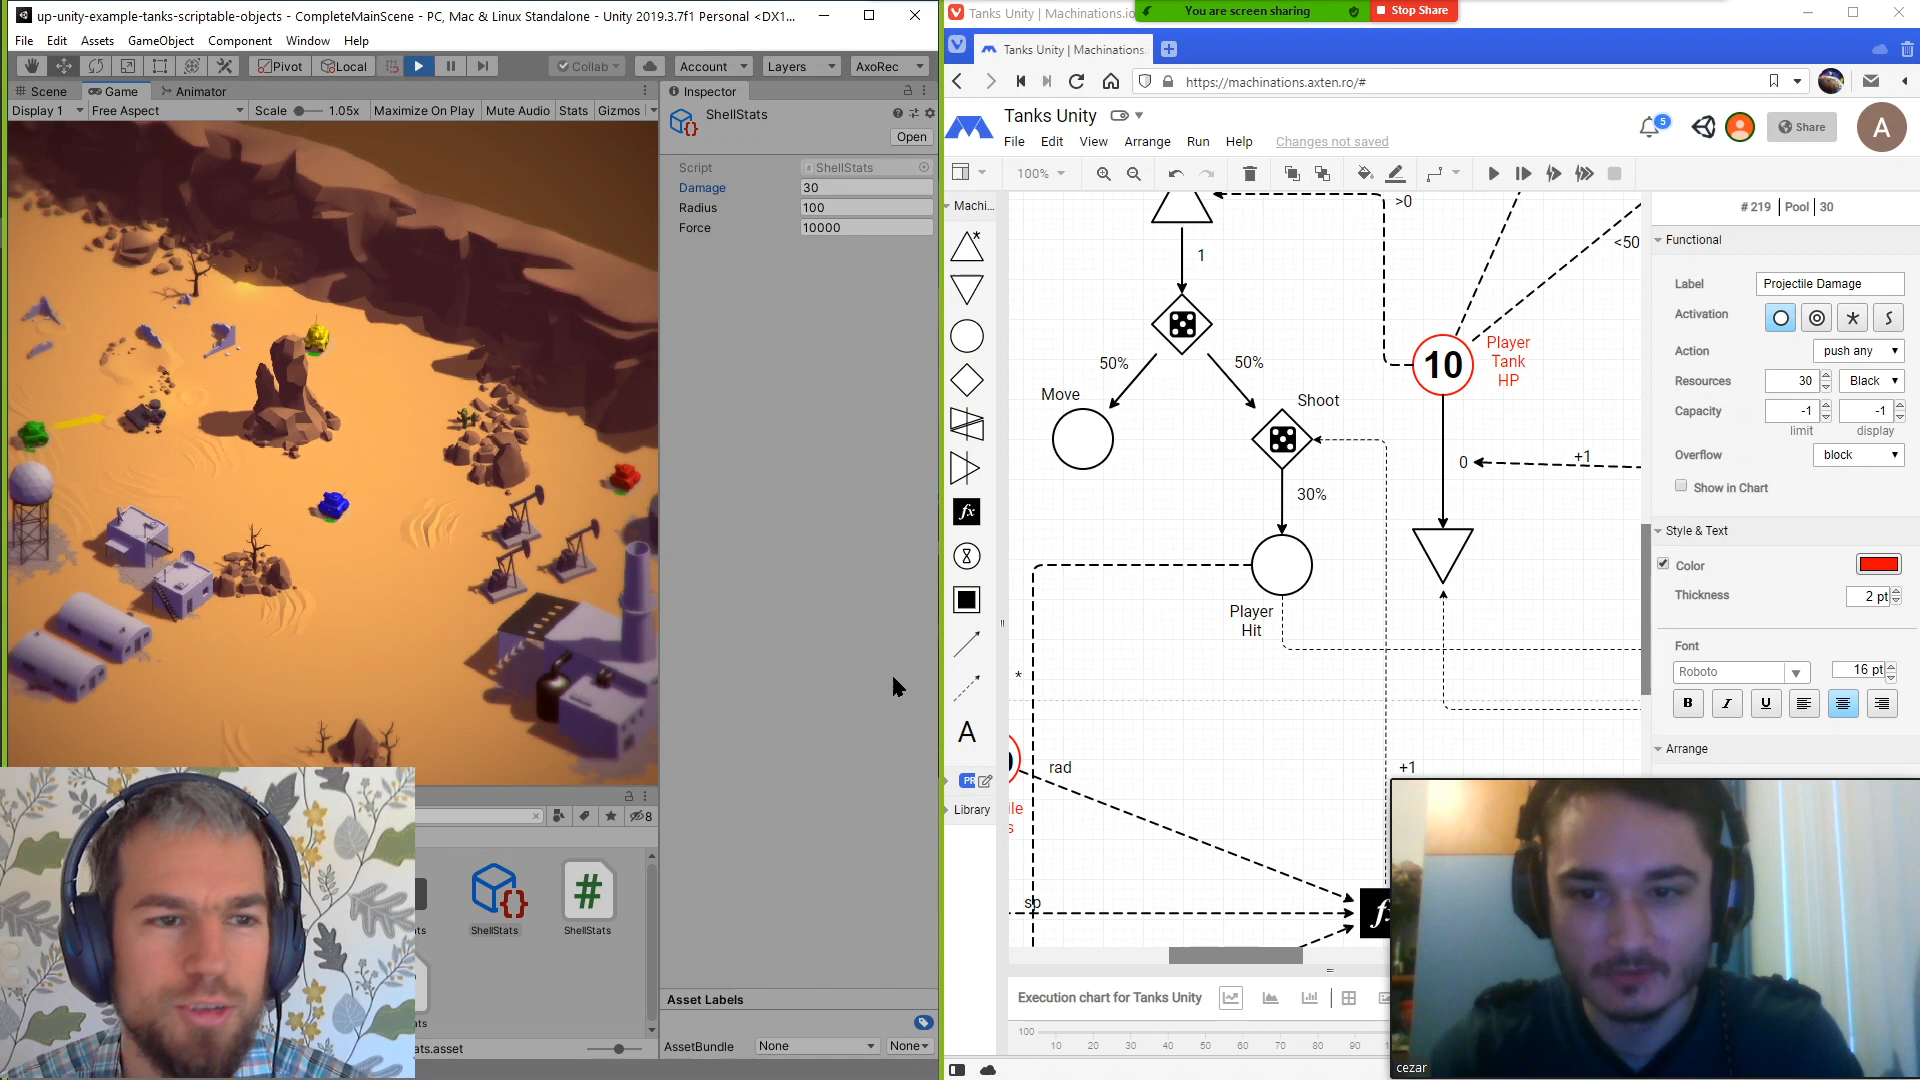 up-unity-example-tanks-scriptable-objects - CompleteMainScene - PC, Mac & Linux Standalone - Unity 2019.3.7f1 Personal <DX1...
File Edit Assets GameObject Component Window Help
Pivot Local Collab Account Layers AxoRec
Scene Game Animator
Display 1 Free Aspect Scale 1.05x Maximize On Play Mute Audio Stats Gizmos
Inspector
ShellStats
Open
Script ShellStats
Damage 30
Radius 100
Force 10000
8
ShellStats
ShellStats
ats.asset
Asset Labels
AssetBundle None None
Tanks Unity | Machinations.io
You are screen sharing
Stop Share
Tanks Unity | Machinations.
https://machinations.axten.ro/#
Tanks Unity
File Edit View Arrange Run Help Changes not saved
5
Share
A
100%
Machi...
fx
A
PR
Library
>0
1
50%
50%
Move
Shoot
30%
Player
Hit
10
Player
Tank
HP
<50
0
+1
*
rad
+1
sp
ile
s
Execution chart for Tanks Unity
100
10 20 30 40 50 60 70 80 90
# 219 | Pool | 30
Functional
Label Projectile Damage
Activation
Action push any
Resources 30 Black
Capacity -1 -1
limit display
Overflow block
Show in Chart
Style & Text
Color
Thickness 2 pt
Font
Roboto 16 pt
B I U
Arrange
cezar